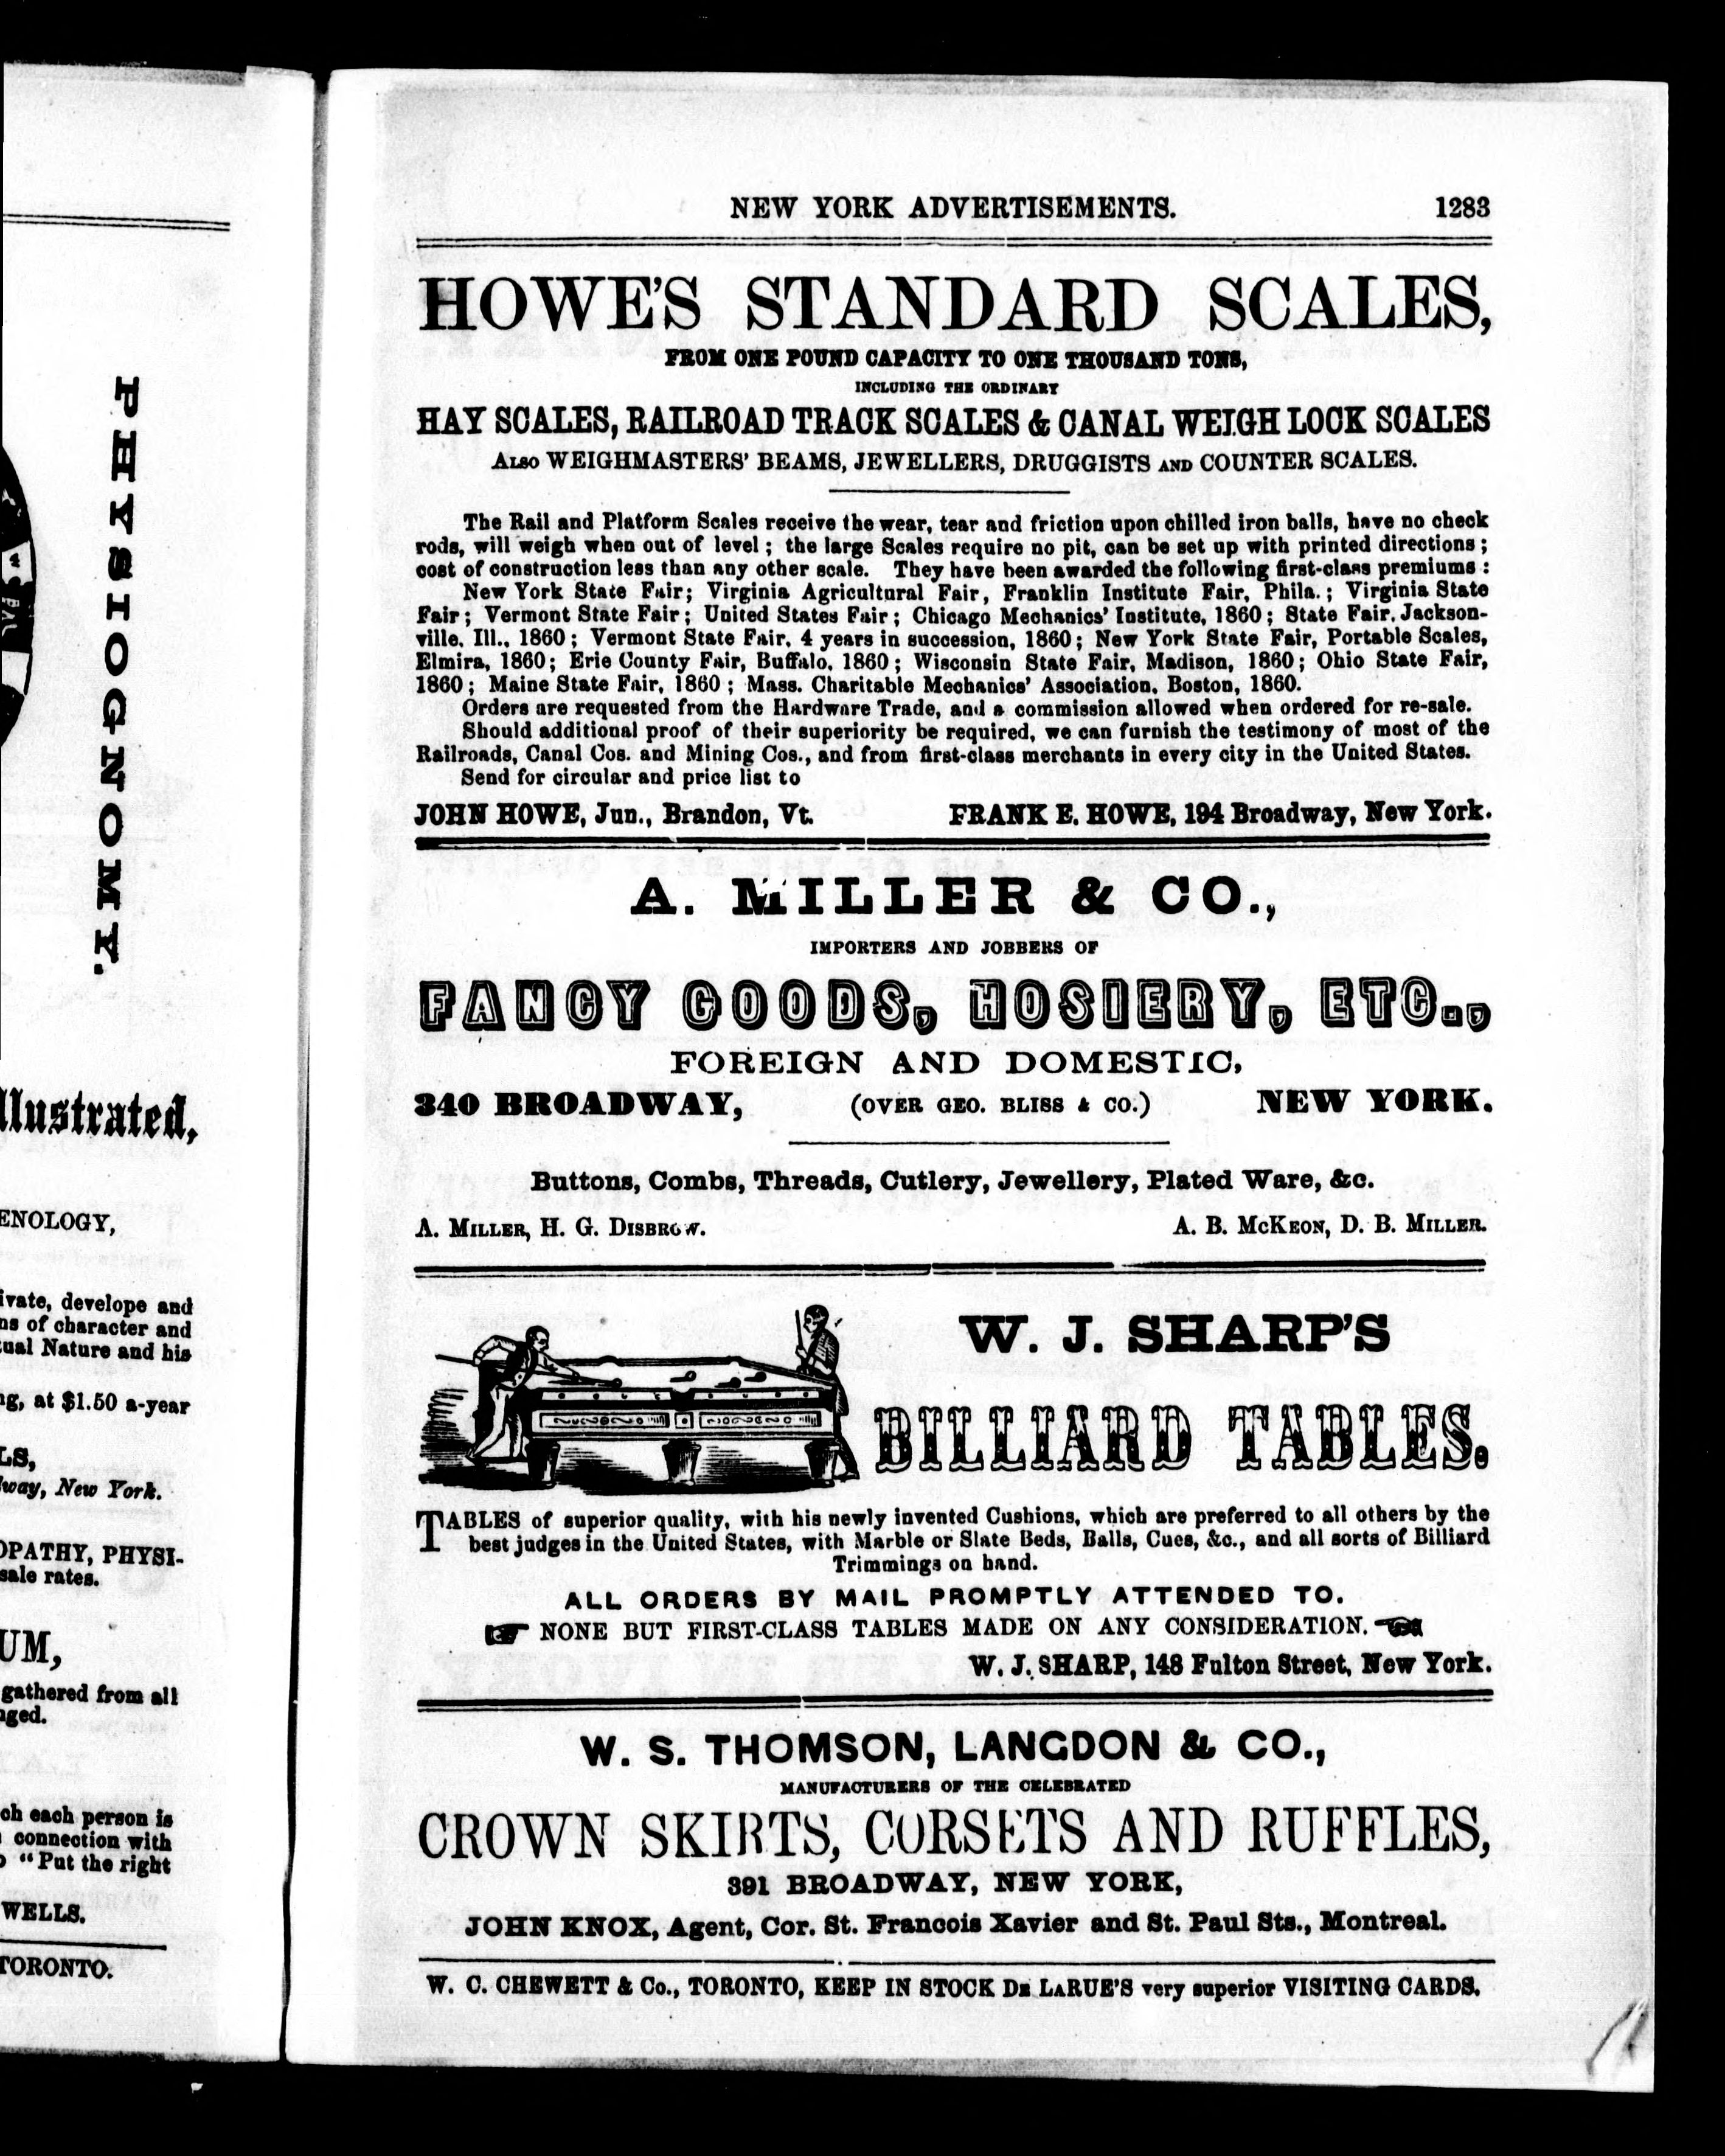 PHYSIOGNOMY.
llustrated,
ENOLOGY,
ivate, develope and
ns of character and
tual Nature and his
ng, at $1.50 a-year
LS,
dway, New York.
OPATHY, PHYSI-
sale rates.
UM,
gathered from all
nged.
ch each person is
connection with
"Put the right
WELLS.
TORONTO.
NEW YORK ADVERTISEMENTS. 1283
HOWE'S STANDARD SCALES,
FROM ONE POUND CAPACITY TO ONE THOUSAND TONS,
INCLUDING THE ORDINARY
HAY SCALES, RAILROAD TRACK SCALES & CANAL WEIGH LOCK SCALES
ALSO WEIGHMASTERS' BEAMS, JEWELLERS, DRUGGISTS AND COUNTER SCALES.
The Rail and Platform Scales receive the wear, tear and friction upon chilled iron balls, have no check
rods, will weigh when out of level; the large Scales require no pit, can be set up with printed directions;
cost of construction less than any other scale. They have been awarded the following first-class premiums:
New York State Fair; Virginia Agricultural Fair, Franklin Institute Fair, Phila.; Virginia State
Fair; Vermont State Fair; United States Fair; Chicago Mechanics' Institute, 1860; State Fair, Jackson-
ville, Ill., 1860; Vermont State Fair, 4 years in succession, 1860; New York State Fair, Portable Scales,
Elmira, 1860; Erie County Fair, Buffalo, 1860; Wisconsin State Fair, Madison, 1860; Ohio State Fair,
1860; Maine State Fair, 1860; Mass. Charitable Mechanics' Association, Boston, 1860.
Orders are requested from the Hardware Trade, and a commission allowed when ordered for re-sale.
Should additional proof of their superiority be required, we can furnish the testimony of most of the
Railroads, Canal Cos. and Mining Cos., and from first-class merchants in every city in the United States.
Send for circular and price list to
JOHN HOWE, Jun., Brandon, Vt. FRANK E. HOWE, 194 Broadway, New York.
A. MILLER & CO.,
IMPORTERS AND JOBBERS OF
FANCY GOODS, HOSIERY, ETC.,
FOREIGN AND DOMESTIC,
340 BROADWAY, (OVER GEO. BLISS & CO.) NEW YORK.
Buttons, Combs, Threads, Cutlery, Jewellery, Plated Ware, &c.
A. MILLER, H. G. DISBROW. A. B. MCKEON, D. B. MILLER.
W. J. SHARP'S
BILLIARD TABLES.
TABLES of superior quality, with his newly invented Cushions, which are preferred to all others by the
best judges in the United States, with Marble or Slate Beds, Balls, Cues, &c., and all sorts of Billiard
Trimmings on hand.
ALL ORDERS BY MAIL PROMPTLY ATTENDED TO.
☞ NONE BUT FIRST-CLASS TABLES MADE ON ANY CONSIDERATION. ☜
W. J. SHARP, 148 Fulton Street, New York.
W. S. THOMSON, LANGDON & CO.,
MANUFACTURERS OF THE CELEBRATED
CROWN SKIRTS, CORSETS AND RUFFLES,
391 BROADWAY, NEW YORK,
JOHN KNOX, Agent, Cor. St. Francois Xavier and St. Paul Sts., Montreal.
W. C. CHEWETT & Co., TORONTO, KEEP IN STOCK DE LARUE'S very superior VISITING CARDS.